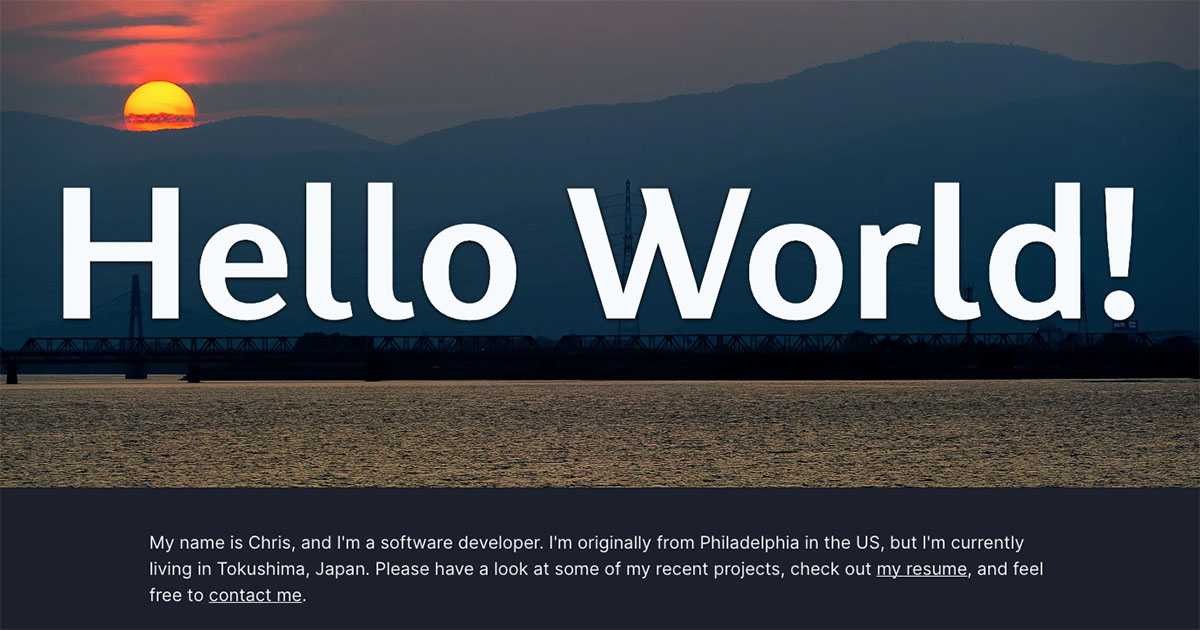 Hello World!
My name is Chris, and I'm a software developer. I'm originally from Philadelphia in the US, but I'm currently
living in Tokushima, Japan. Please have a look at some of my recent projects, check out my resume, and feel
free to contact me.